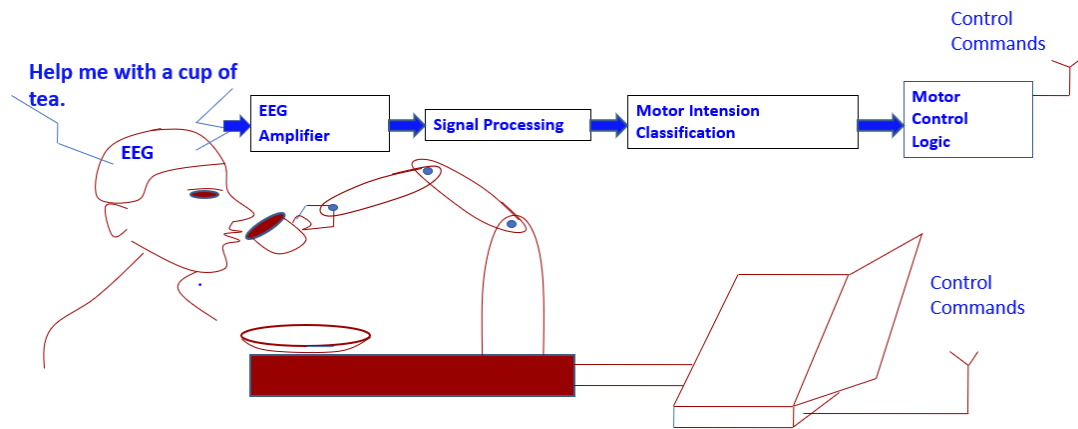 Control
Commands
Help me with a cup of
tea.
EEG
EEG
Amplifier
Signal Processing
Motor Intension
Classification
Motor
Control
Logic
Control
Commands